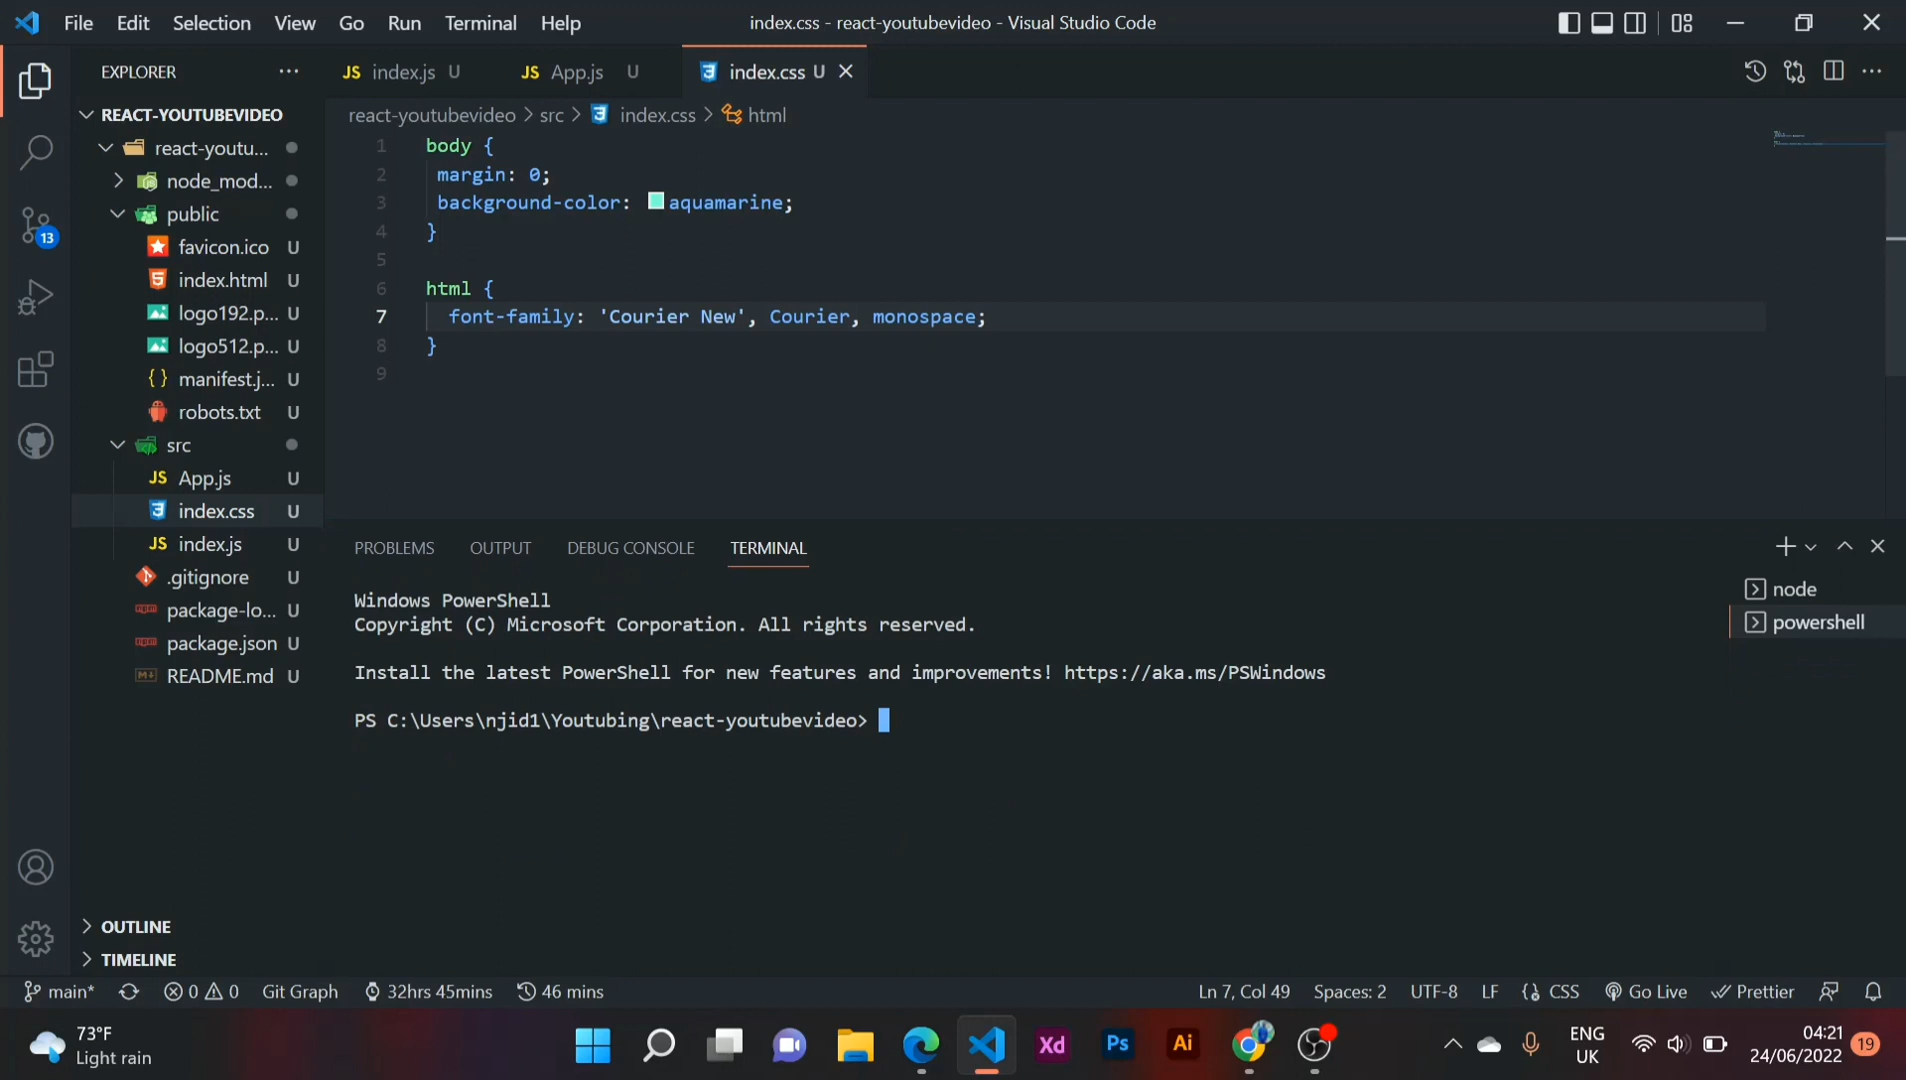 File Edit Selection View Go Run Terminal Help
index.css - react-youtubevideo - Visual Studio Code
EXPLORER
REACT-YOUTUBEVIDEO
react-youtu...
node_mod...
public
favicon.ico U
index.html U
logo192.p... U
logo512.p... U
manifest.j... U
robots.txt U
src
JS App.js U
index.css U
JS index.js U
.gitignore U
package-lo... U
package.json U
README.md U
OUTLINE
TIMELINE
13
JS index.js U
JS App.js U
index.css U
react-youtubevideo > src > index.css > html
1 body {
2 margin: 0;
3 background-color: aquamarine;
4 }
5
6 html {
7 font-family: 'Courier New', Courier, monospace;
8 }
9
PROBLEMS OUTPUT DEBUG CONSOLE TERMINAL
Windows PowerShell
Copyright (C) Microsoft Corporation. All rights reserved.
Install the latest PowerShell for new features and improvements! https://aka.ms/PSWindows
PS C:\Users\njid1\Youtubing\react-youtubevideo>
node
powershell
main* 0 0 Git Graph 32hrs 45mins 46 mins
Ln 7, Col 49 Spaces: 2 UTF-8 LF CSS Go Live Prettier
73°F
Light rain
Xd Ps Ai
ENG
UK
04:21
24/06/2022
19